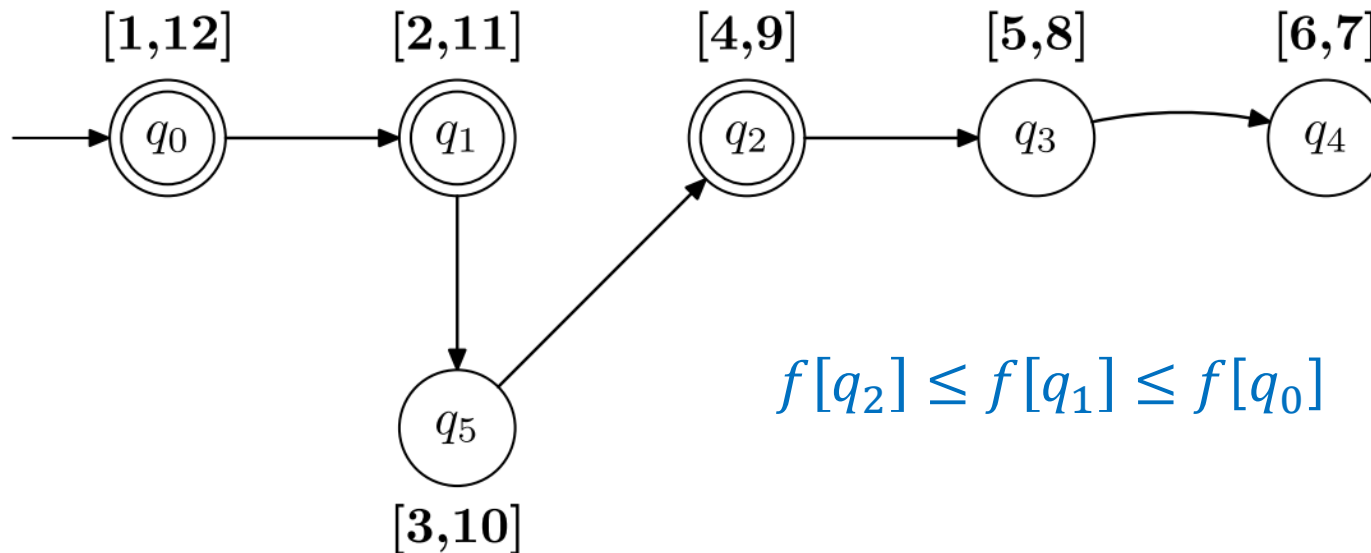 [1,12] [2,11] [4,9] [5,8] [6,7]
q₀ q₁ q₂ q₃ q₄
f[q₂] ≤ f[q₁] ≤ f[q₀]
q₅
[3,10]